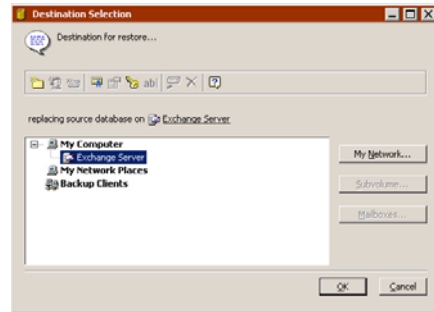 Destination Selection
Destination for restore...
ab|
replacing source database on Exchange Server
My Computer
Exchange Server
My Network Places
Backup Clients
My Network...
Subvolume...
Mailboxes...
OK
Cancel